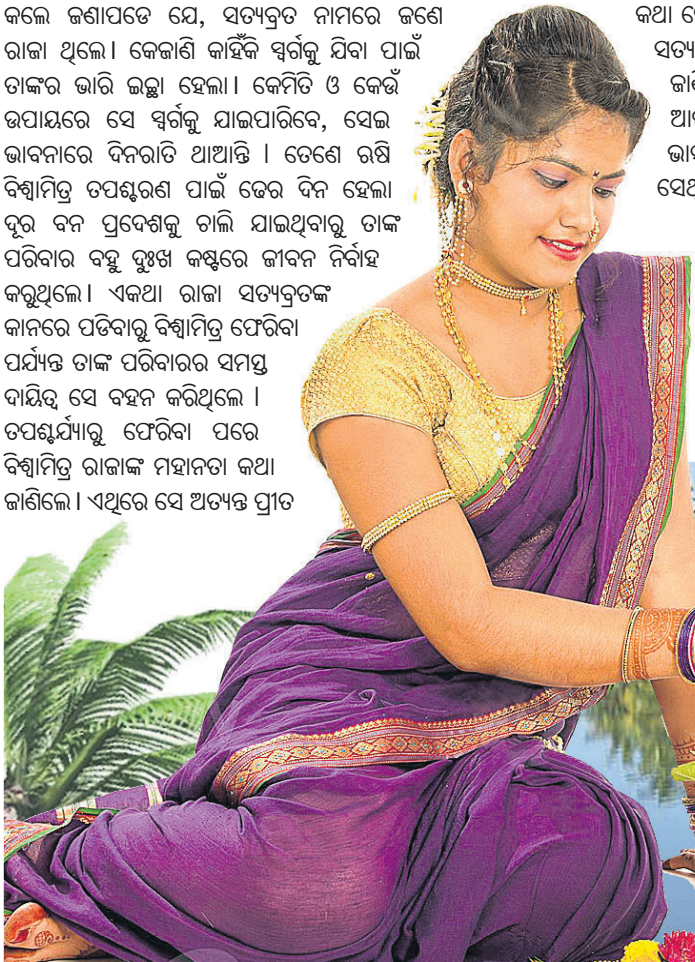 କଲେ ଜଣାପଡେ ଯେ, ସତ୍ୟବ୍ରତ ନାମରେ ଜଣେ
ରାଜା ଥିଲେ। କେଜାଣି କାହିଁକି ସ୍ୱର୍ଗକୁ ଯିବା ପାଇଁ
ତାଙ୍କର ଭାରି ଇଚ୍ଛା ହେଲା। କେମିତି ଓ କେଉଁ
ଉପାୟରେ ସେ ସ୍ୱର୍ଗକୁ ଯାଇପାରିବେ, ସେଇ
ଭାବନାରେ ଦିନରାତି ଥାଆନ୍ତି । ତେଣେ ଋଷି
ବିଶ୍ୱାମିତ୍ର ତପଶ୍ଚରଣ ପାଇଁ ଢେର ଦିନ ହେଲା
ଦୂର ବନ ପ୍ରଦେଶକୁ ଚାଲି ଯାଇଥିବାରୁ ତାଙ୍କ
ପରିବାର ବହୁ ଦୁଃଖ କଷ୍ଟରେ ଜୀବନ ନିର୍ବାହ
କରୁଥିଲେ। ଏକଥା ରାଜା ସତ୍ୟବ୍ରତଙ୍କ
କାନରେ ପଡିବାରୁ ବିଶ୍ୱାମିତ୍ର ଫେରିବା
ପର୍ଯ୍ୟନ୍ତ ତାଙ୍କ ପରିବାରର ସମସ୍ତ
ଦାୟିତ୍ୱ ସେ ବହନ କରିଥିଲେ ।
ତପଶ୍ଚର୍ଯ୍ୟାରୁ ଫେରିବା ପରେ
ବିଶ୍ୱାମିତ୍ର ରାଜାଙ୍କ ମହାନତା କଥା
ଜାଣିଲେ। ଏଥିରେ ସେ ଅତ୍ୟନ୍ତ ପ୍ରୀତ
କଥା